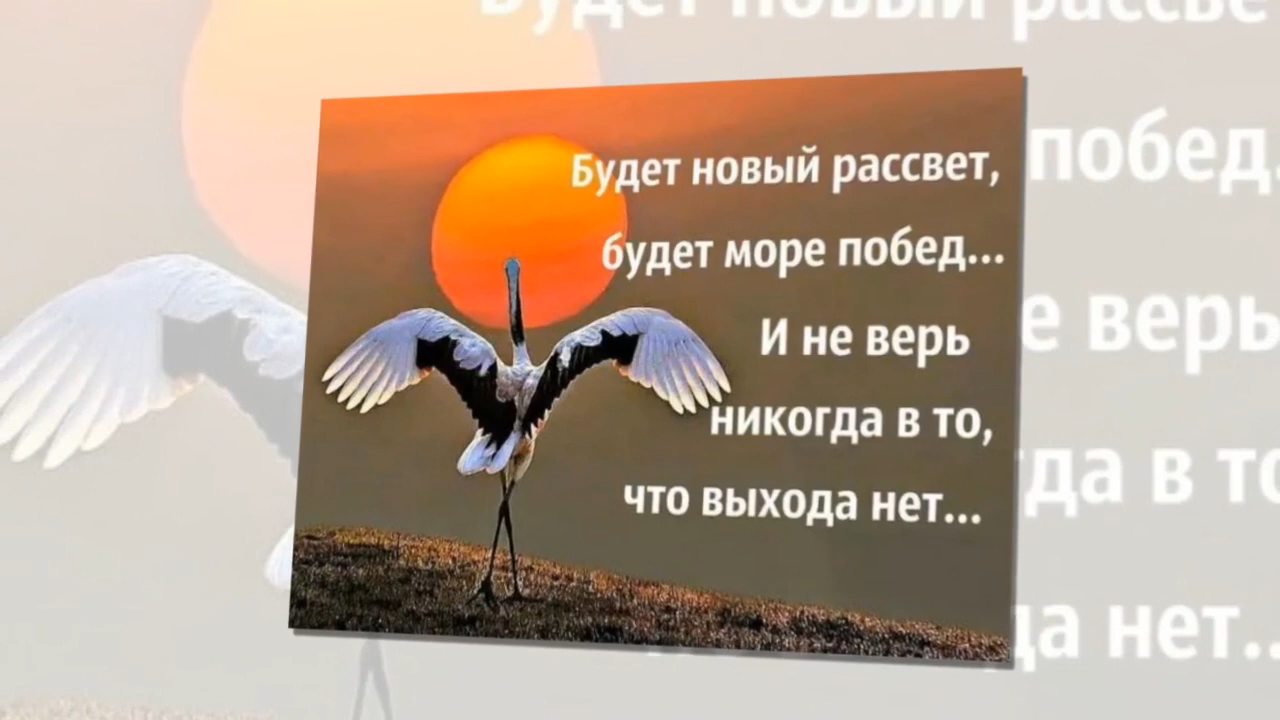 Будет новый рассвет,
будет море побед...
И не верь
никогда в то,
что выхода нет...